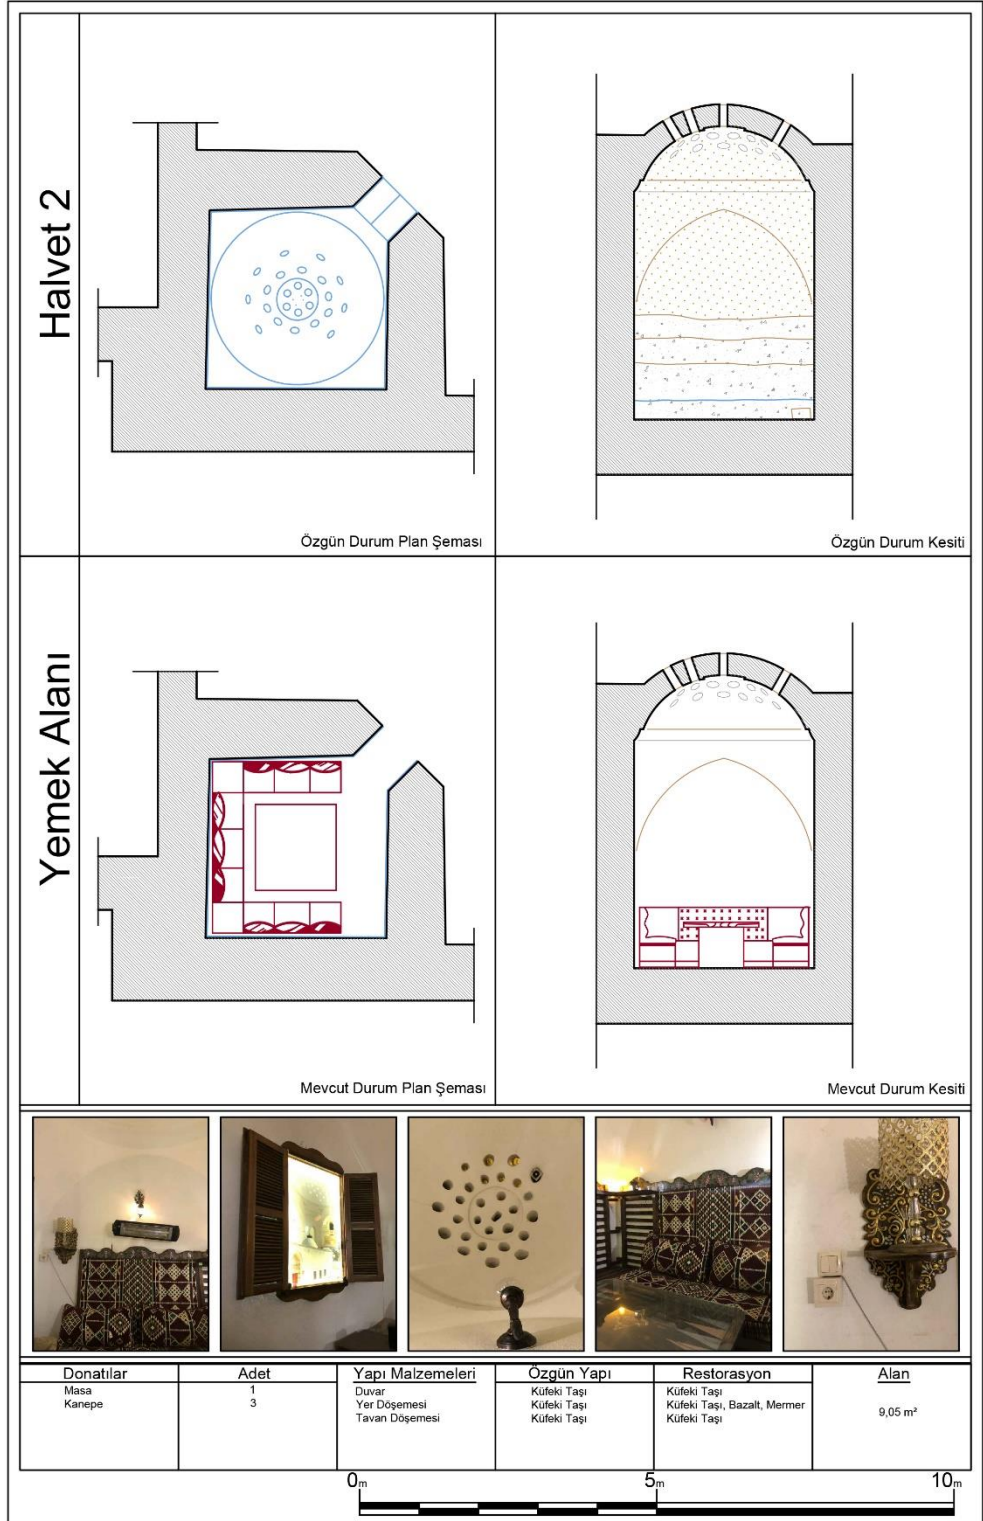 Halvet 2
Özgün Durum Plan Şeması
Özgün Durum Kesiti
Yemek Alanı
Mevcut Durum Plan Şeması
Mevcut Durum Kesiti
Donatılar Adet Yapı Malzemeleri Özgün Yapı Restorasyon Alan
Masa 1 Duvar Küfeki Taşı Küfeki Taşı
Kanepe 3 Yer Döşemesi Küfeki Taşı Küfeki Taşı, Bazalt, Mermer 9,05 m²
Tavan Döşemesi Küfeki Taşı Küfeki Taşı
0m 5m 10m